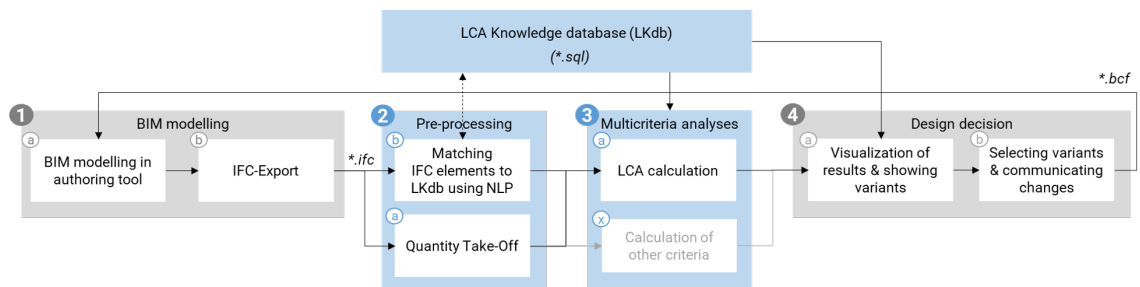 LCA Knowledge database (LKdb)
(*.sql)
*.bcf
1
BIM modelling
a
BIM modelling in
authoring tool
b
IFC-Export
*.ifc
2
Pre-processing
b
Matching
IFC elements to
LKdb using NLP
a
Quantity Take-Off
3
Multicriteria analyses
a
LCA calculation
x
Calculation of
other criteria
4
Design decision
a
Visualization of
results & showing
variants
b
Selecting variants
& communicating
changes